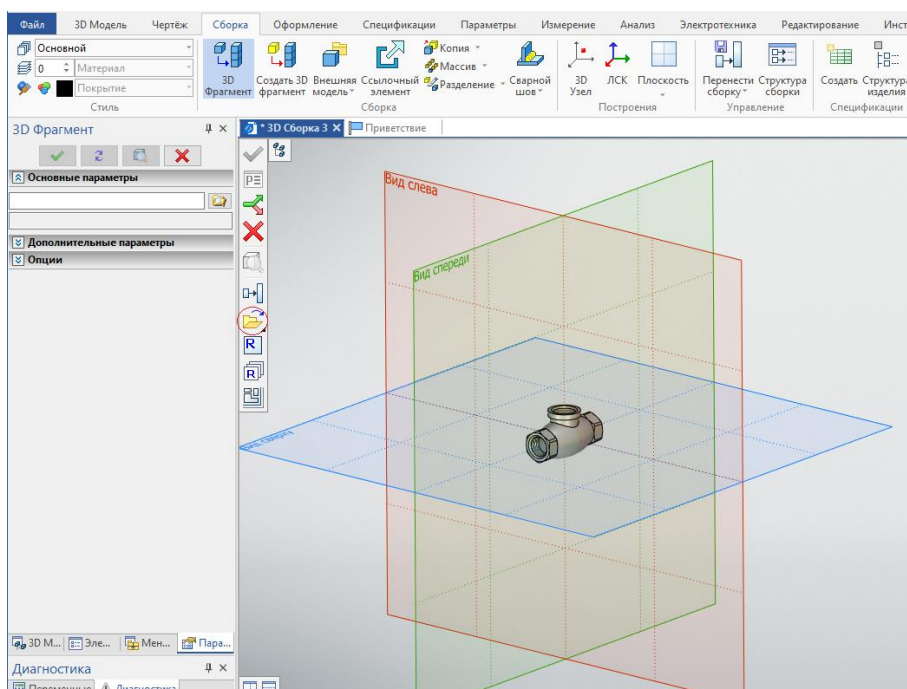 Файл 3D Модель Чертёж Сборка Оформление Спецификации Параметры Измерение Анализ Электротехника Редактирование Инст
Основной
0 Материал
Покрытие
Стиль
3D Фрагмент
Создать 3D фрагмент
Внешняя модель
Ссылочный элемент
Копия
Массив
Разделение
Сварной шов
Сборка
3D Узел
ЛСК
Плоскость
Построения
Перенести сборку
Структура сборки
Управление
Создать
Структура изделия
Спецификации
3D Фрагмент
* 3D Сборка 3 X Приветствие
Основные параметры
Дополнительные параметры
Опции
Вид слева
Вид спереди
R
R
3D М... Эле... Мен... Пара...
Диагностика
Переменные Диагностика